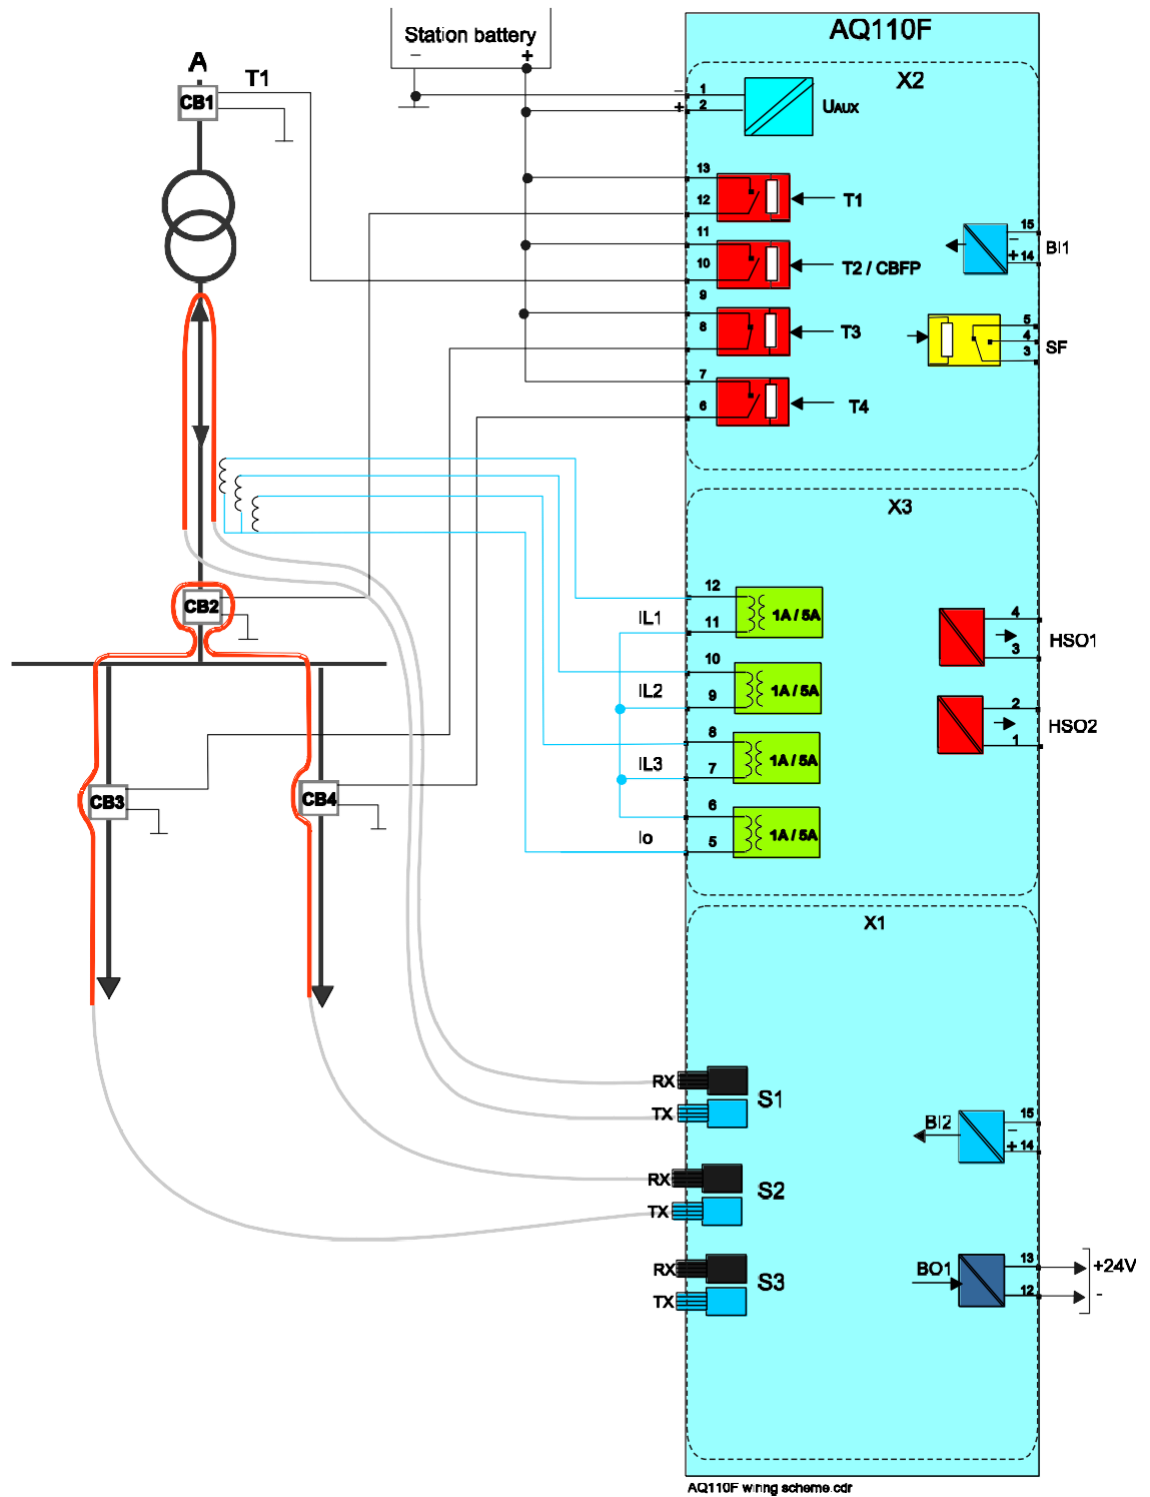 Station battery
−
+
AQ110F
A
T1
CB1
X2
−
1
+
2
UAUX
13
12
T1
11
10
T2 / CBFP
9
8
T3
7
6
T4
15
−
BI1
+
14
5
4
SF
3
X3
12
IL1
11
1A / 5A
10
IL2
9
1A / 5A
8
IL3
7
1A / 5A
6
Io
5
1A / 5A
4
HSO1
3
2
HSO2
1
CB2
CB3
CB4
X1
RX
S1
TX
RX
S2
TX
RX
S3
TX
15
BI2
−
+
14
BO1
13
+24V
12
-
AQ110F wiring scheme.cdr